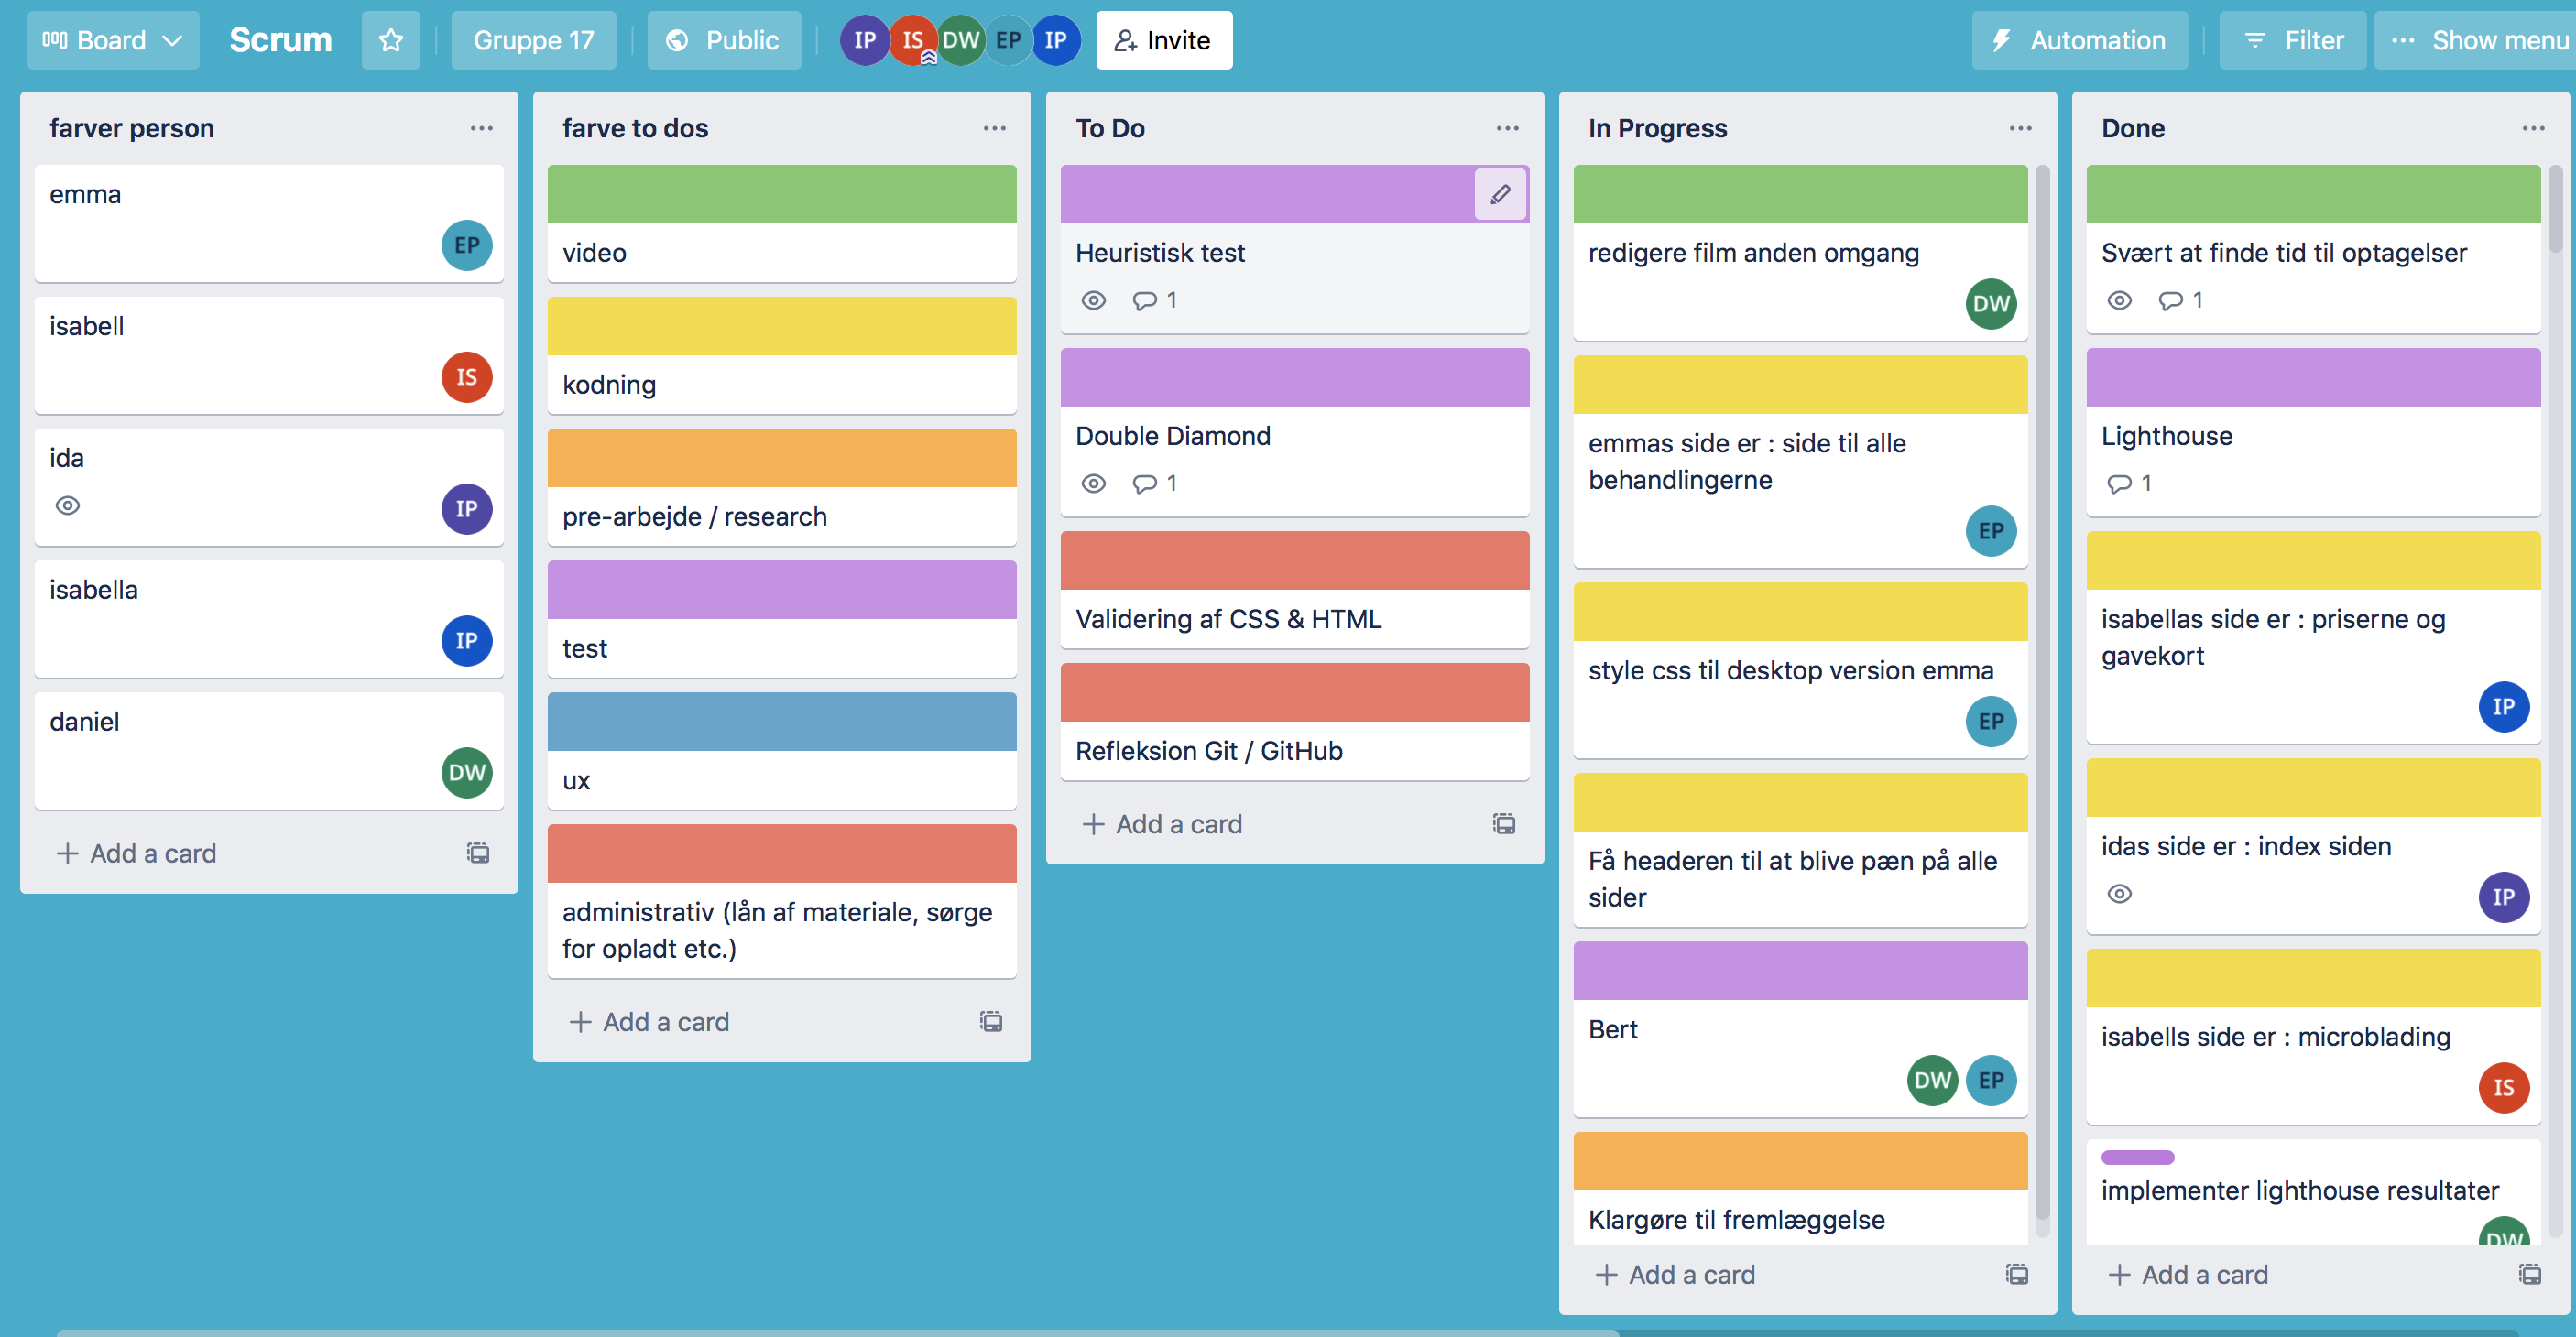 Board
Scrum
Gruppe 17
Public
IP
IS
DW
EP
IP
Invite
Automation
Filter
Show menu
farver person
emma
EP
isabell
IS
ida
IP
isabella
IP
daniel
DW
Add a card
farve to dos
video
kodning
pre-arbejde / research
test
ux
administrativ (lån af materiale, sørge
for opladt etc.)
Add a card
To Do
Heuristisk test
1
Double Diamond
1
Validering af CSS & HTML
Refleksion Git / GitHub
Add a card
In Progress
redigere film anden omgang
DW
emmas side er : side til alle
behandlingerne
EP
style css til desktop version emma
EP
Få headeren til at blive pæn på alle
sider
Bert
DW EP
Klargøre til fremlæggelse
Add a card
Done
Svært at finde tid til optagelser
1
Lighthouse
1
isabellas side er : priserne og
gavekort
IP
idas side er : index siden
IP
isabells side er : microblading
IS
implementer lighthouse resultater
DW
Add a card